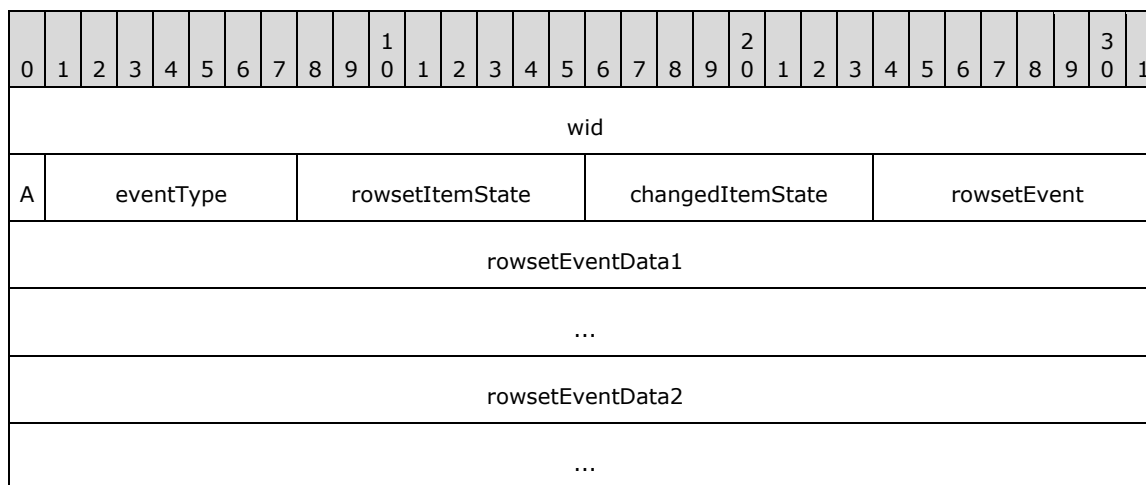 1 2 3
0 1 2 3 4 5 6 7 8 9 0 1 2 3 4 5 6 7 8 9 0 1 2 3 4 5 6 7 8 9 0 1
wid
A eventType rowsetItemState changedItemState rowsetEvent
rowsetEventData1
...
rowsetEventData2
...